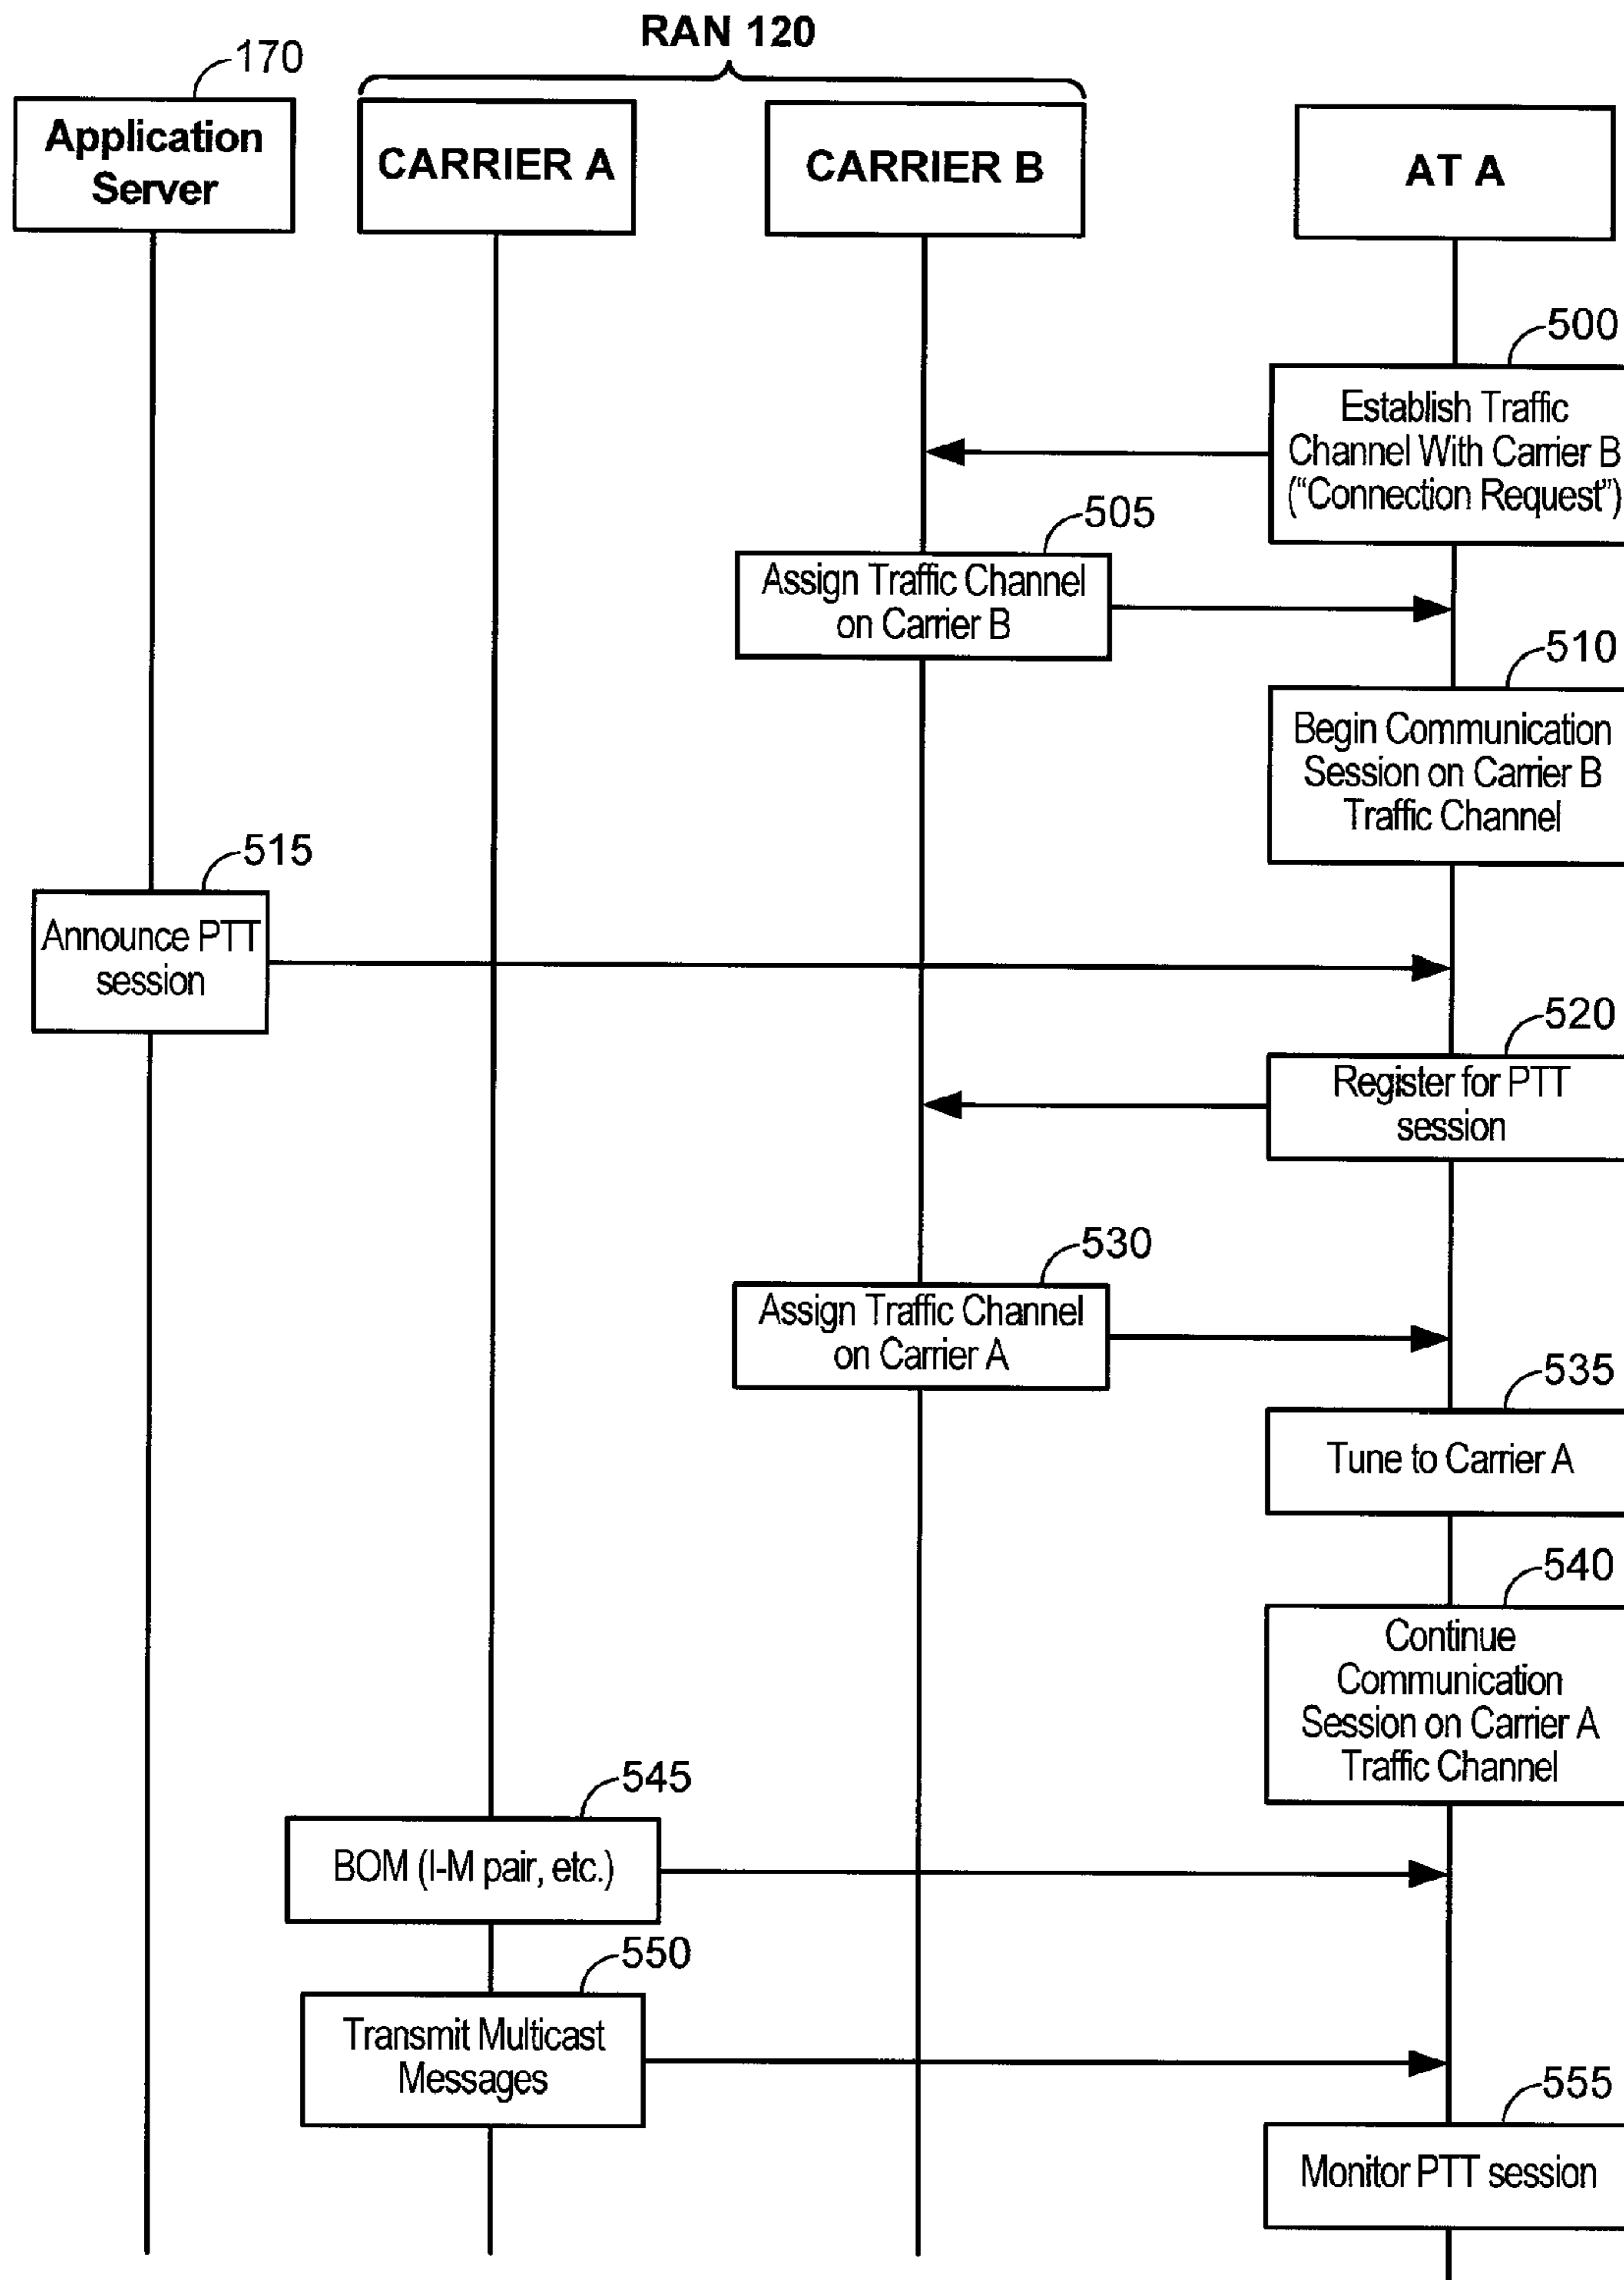 RAN 120
170
Application
Server
CARRIER A
CARRIER B
AT A
500
Establish Traffic
Channel With Carrier B
(“Connection Request”)
505
Assign Traffic Channel
on Carrier B
510
Begin Communication
Session on Carrier B
Traffic Channel
515
Announce PTT
session
520
Register for PTT
session
530
Assign Traffic Channel
on Carrier A
535
Tune to Carrier A
540
Continue
Communication
Session on Carrier A
Traffic Channel
545
BOM (I-M pair, etc.)
550
Transmit Multicast
Messages
555
Monitor PTT session